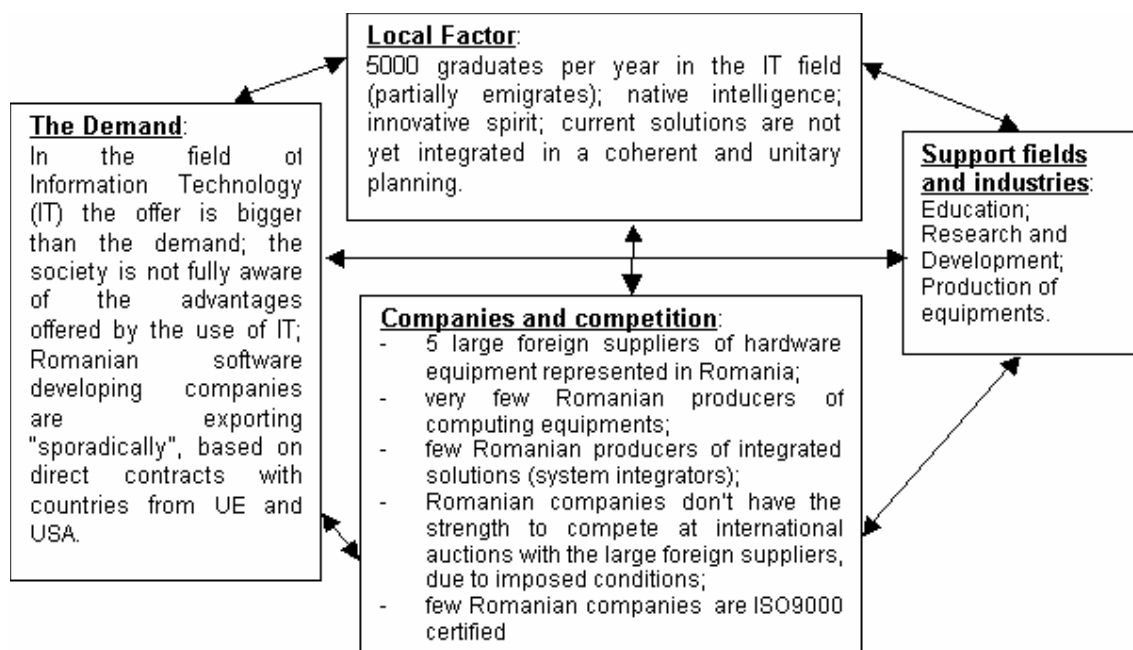 Local Factor:
5000 graduates per year in the IT field
(partially emigrates); native intelligence;
innovative spirit; current solutions are not
yet integrated in a coherent and unitary
planning.
The Demand:
In the field of
Information Technology
(IT) the offer is bigger
than the demand; the
society is not fully aware
of the advantages
offered by the use of IT;
Romanian software
developing companies
are exporting
"sporadically", based on
direct contracts with
countries from UE and
USA.
Support fields
and industries:
Education;
Research and
Development;
Production of
equipments.
Companies and competition:
- 5 large foreign suppliers of hardware
equipment represented in Romania;
- very few Romanian producers of
computing equipments;
- few Romanian producers of integrated
solutions (system integrators);
- Romanian companies don't have the
strength to compete at international
auctions with the large foreign suppliers,
due to imposed conditions;
- few Romanian companies are ISO9000
certified